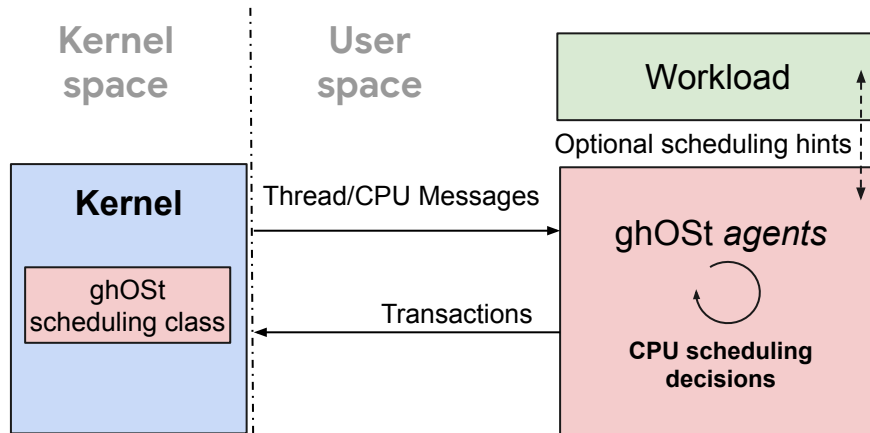 Kernel
space
User
space
Workload
Optional scheduling hints
Kernel
Thread/CPU Messages
ghOSt agents
ghOSt
scheduling class
Transactions
CPU scheduling
decisions